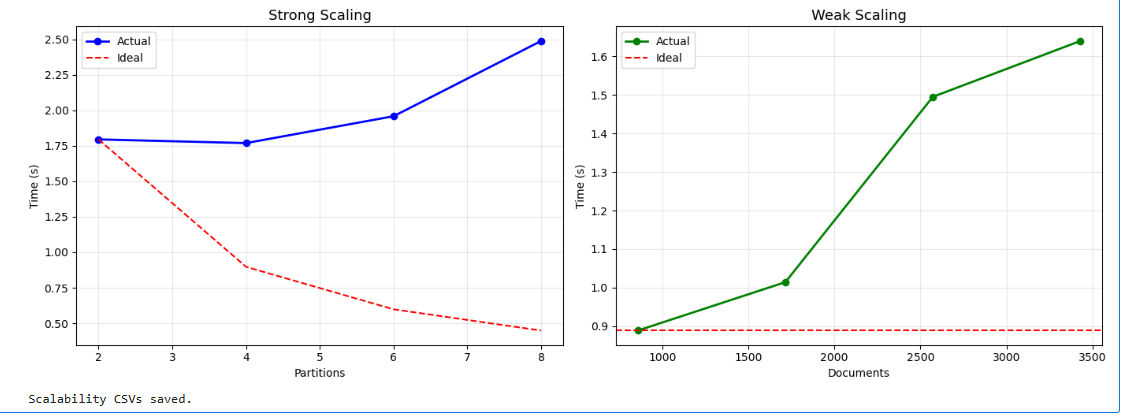 Strong Scaling
Time (s)
2.50
2.25
2.00
1.75
1.50
1.25
1.00
0.75
0.50
Actual
Ideal
2 3 4 5 6 7 8
Partitions
Weak Scaling
Time (s)
1.6
1.5
1.4
1.3
1.2
1.1
1.0
0.9
Actual
Ideal
1000 1500 2000 2500 3000 3500
Documents
Scalability CSVs saved.